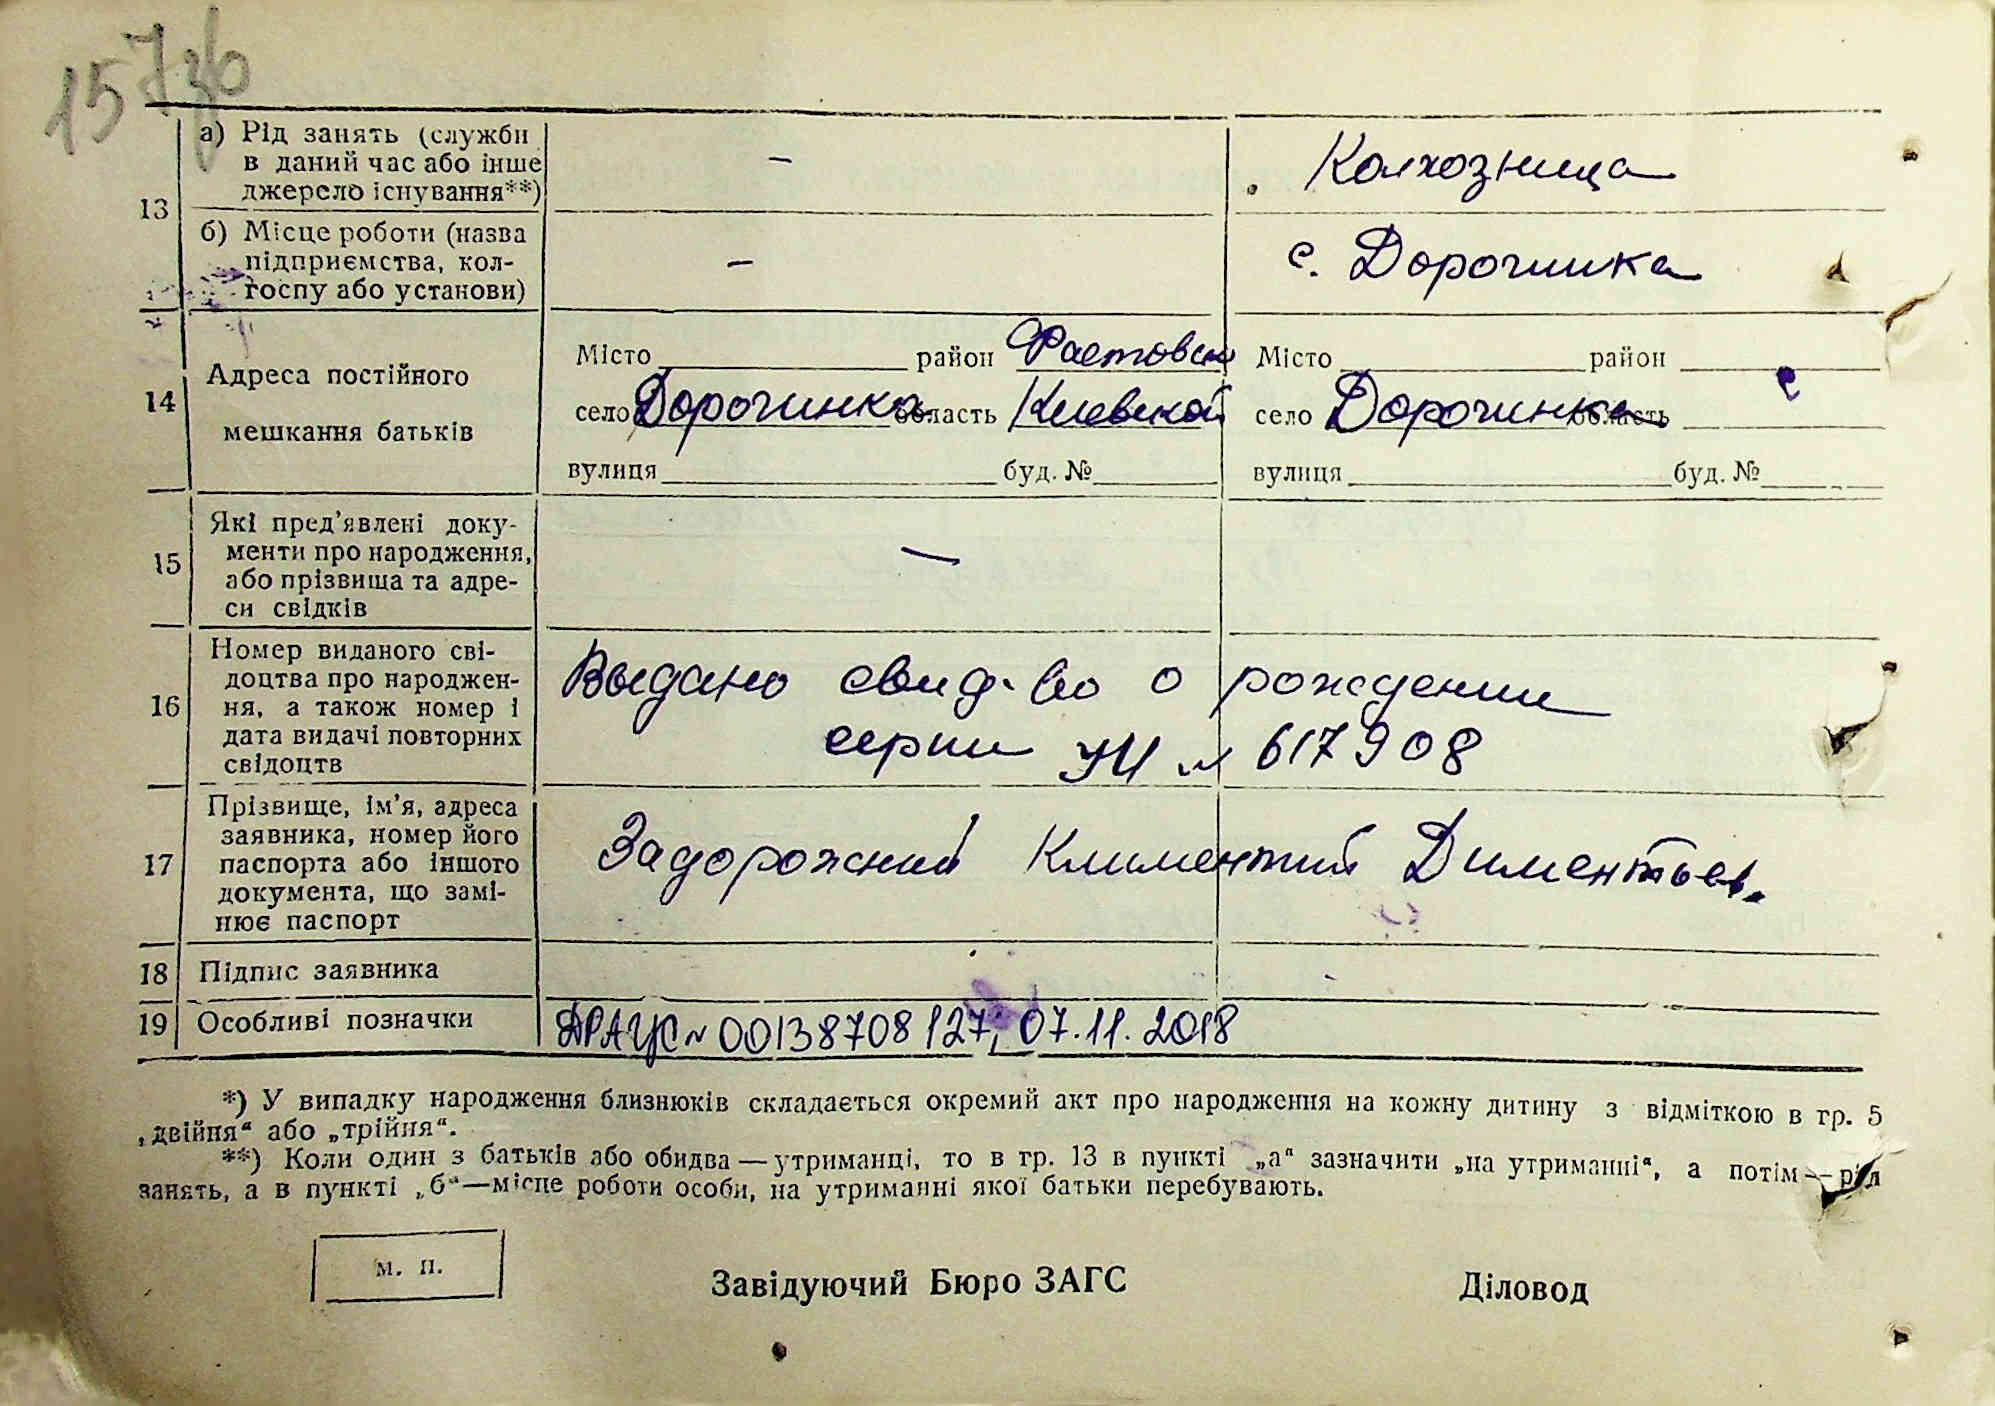 157зв
13
а) Рід занять (служби
в даний час або інше
джерело існування**)
–
Колхозница
б) Місце роботи (назва
підприємства, кол-
госпу або установи)
–
с. Дорогинка
14
Адреса постійного
мешкання батьків
Місто район Фастовск
село Дорогинка область Киевской
вулиця буд. №
Місто район
село Дорогинка область
вулиця буд. №
15
Які пред’явлені доку-
менти про народження,
або прізвища та адре-
си свідків
–
16
Номер виданого сві-
доцтва про народжен-
ня, а також номер і
дата видачі повторних
свідоцтв
Выдано свид-во о рождении
серии УЧ № 617908
17
Прізвище, ім’я, адреса
заявника, номер його
паспорта або іншого
документа, що замі-
нює паспорт
Задорожний Климентий Диментьев.
18
Підпис заявника
19
Особливі позначки
ДРАЦС № 00138708127, 07.11.2018
*) У випадку народження близнюків складається окремий акт про народження на кожну дитину з відміткою в гр. 5
„двійня“ або „трійня“.
**) Коли один з батьків або обидва — утриманці, то в гр. 13 в пункті „а“ зазначити „на утриманні“, а потім — рід
занять, а в пункті „б“—місце роботи особи, на утриманні якої батьки перебувають.
м. п.
Завідуючий Бюро ЗАГС
Діловод